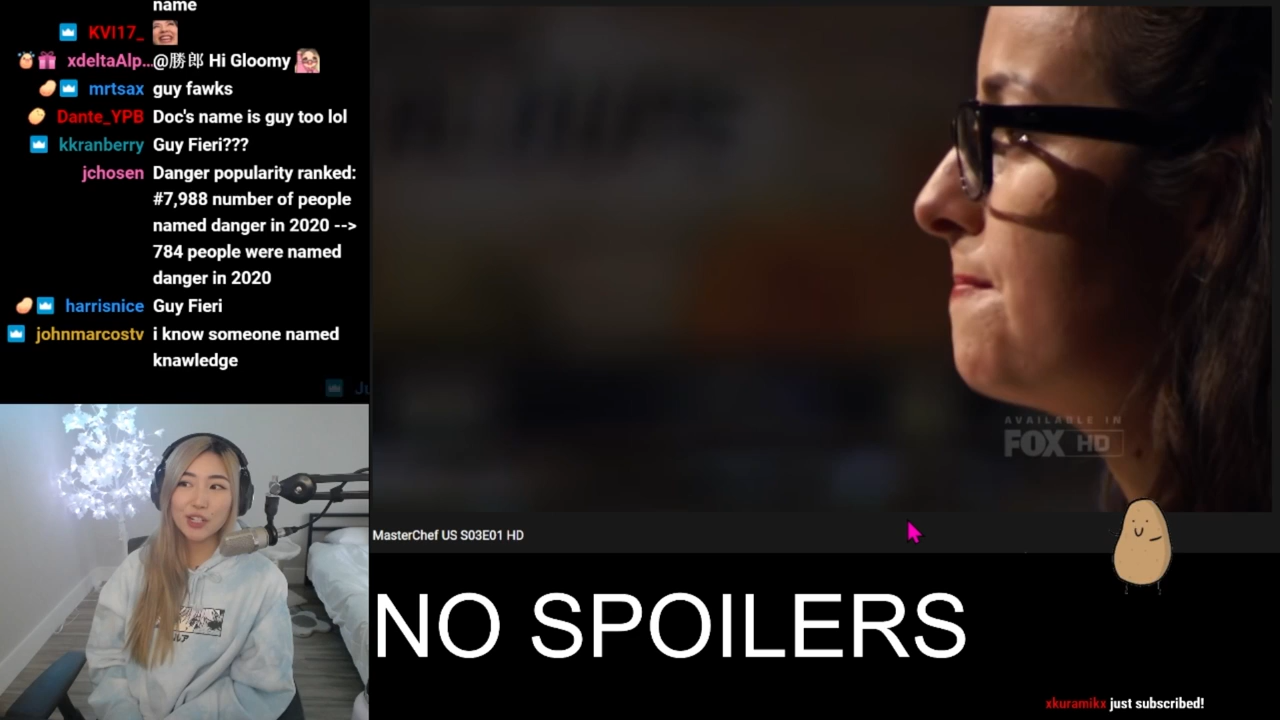 name
KVI17_
xdeltaAlp... @勝郎 Hi Gloomy
mrtsax guy fawks
Dante_YPB Doc's name is guy too lol
kkranberry Guy Fieri???
jchosen Danger popularity ranked:
#7,988 number of people
named danger in 2020 -->
784 people were named
danger in 2020
harrisnice Guy Fieri
johnmarcostv i know someone named
knawledge
Ju
AVAILABLE IN
FOX HD
MasterChef US S03E01 HD
NO SPOILERS
xkuramikx just subscribed!